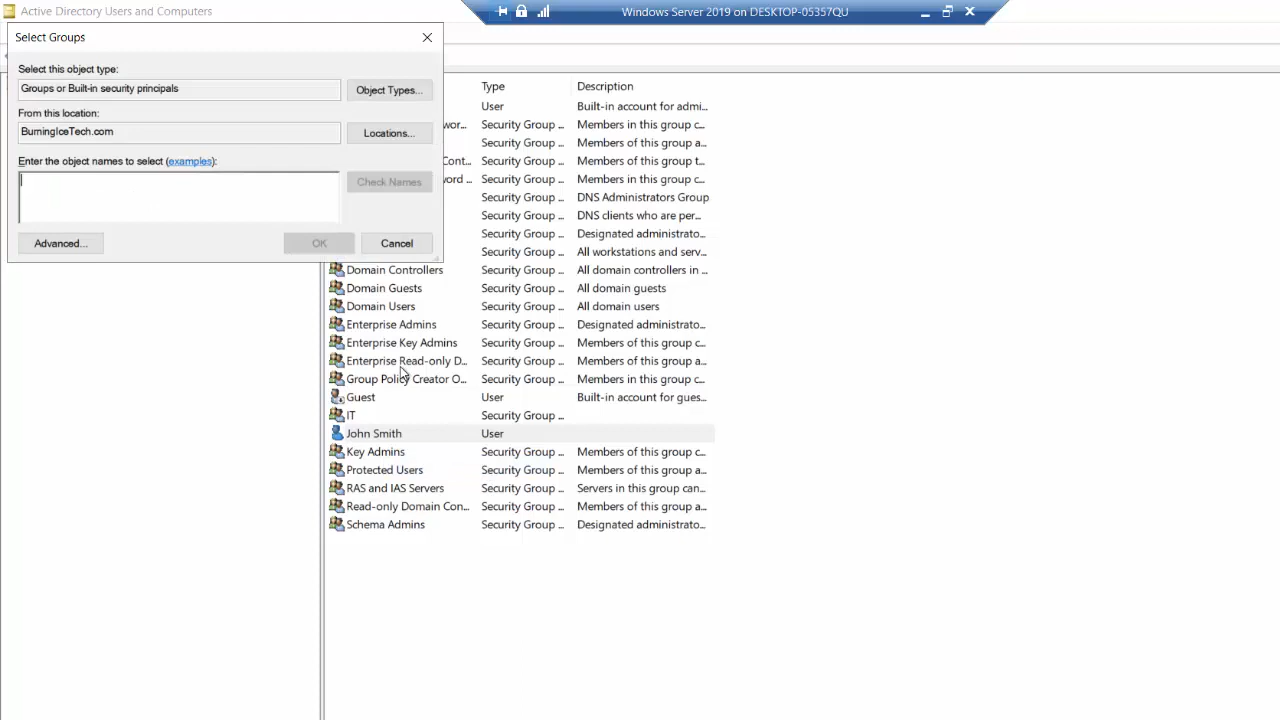 Active Directory Users and Computers
Windows Server 2019 on DESKTOP-05357QU
Select Groups
Select this object type:
Groups or Built-in security principals
Object Types...
From this location:
BurningIceTech.com
Locations...
Enter the object names to select (examples):
Check Names
Advanced...
OK
Cancel
Type Description
User Built-in account for admi...
wor... Security Group ... Members in this group c...
Security Group ... Members of this group a...
Cont... Security Group ... Members of this group t...
word ... Security Group ... Members in this group c...
Security Group ... DNS Administrators Group
Security Group ... DNS clients who are per...
Security Group ... Designated administrato...
Security Group ... All workstations and serv...
Domain Controllers Security Group ... All domain controllers in ...
Domain Guests Security Group ... All domain guests
Domain Users Security Group ... All domain users
Enterprise Admins Security Group ... Designated administrato...
Enterprise Key Admins Security Group ... Members of this group c...
Enterprise Read-only D... Security Group ... Members of this group a...
Group Policy Creator O... Security Group ... Members in this group c...
Guest User Built-in account for gues...
IT Security Group ...
John Smith User
Key Admins Security Group ... Members of this group c...
Protected Users Security Group ... Members of this group a...
RAS and IAS Servers Security Group ... Servers in this group can...
Read-only Domain Con... Security Group ... Members of this group a...
Schema Admins Security Group ... Designated administrato...